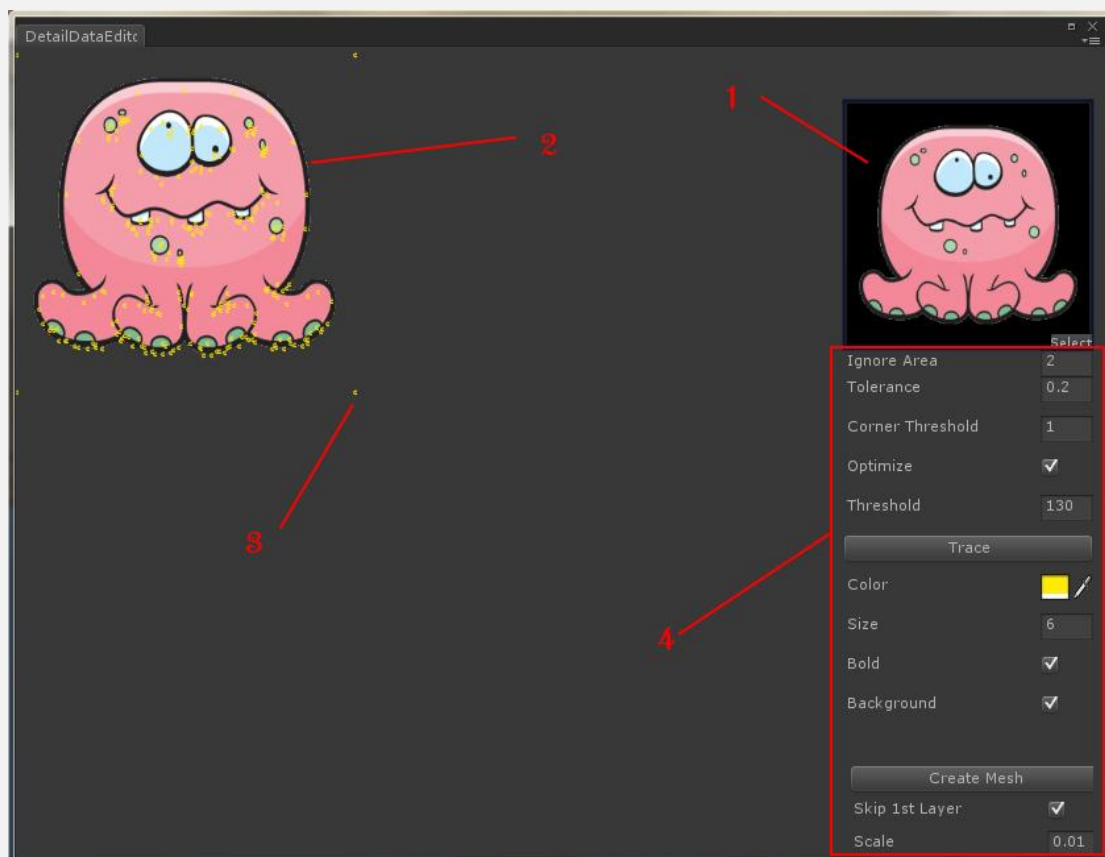 DetailDataEditc
1
2
Select
Ignore Area 2
Tolerance 0.2
Corner Threshold 1
Optimize
Threshold 130
3
Trace
Color
Size 6
4
Bold
Background
Create Mesh
Skip 1st Layer
Scale 0.01